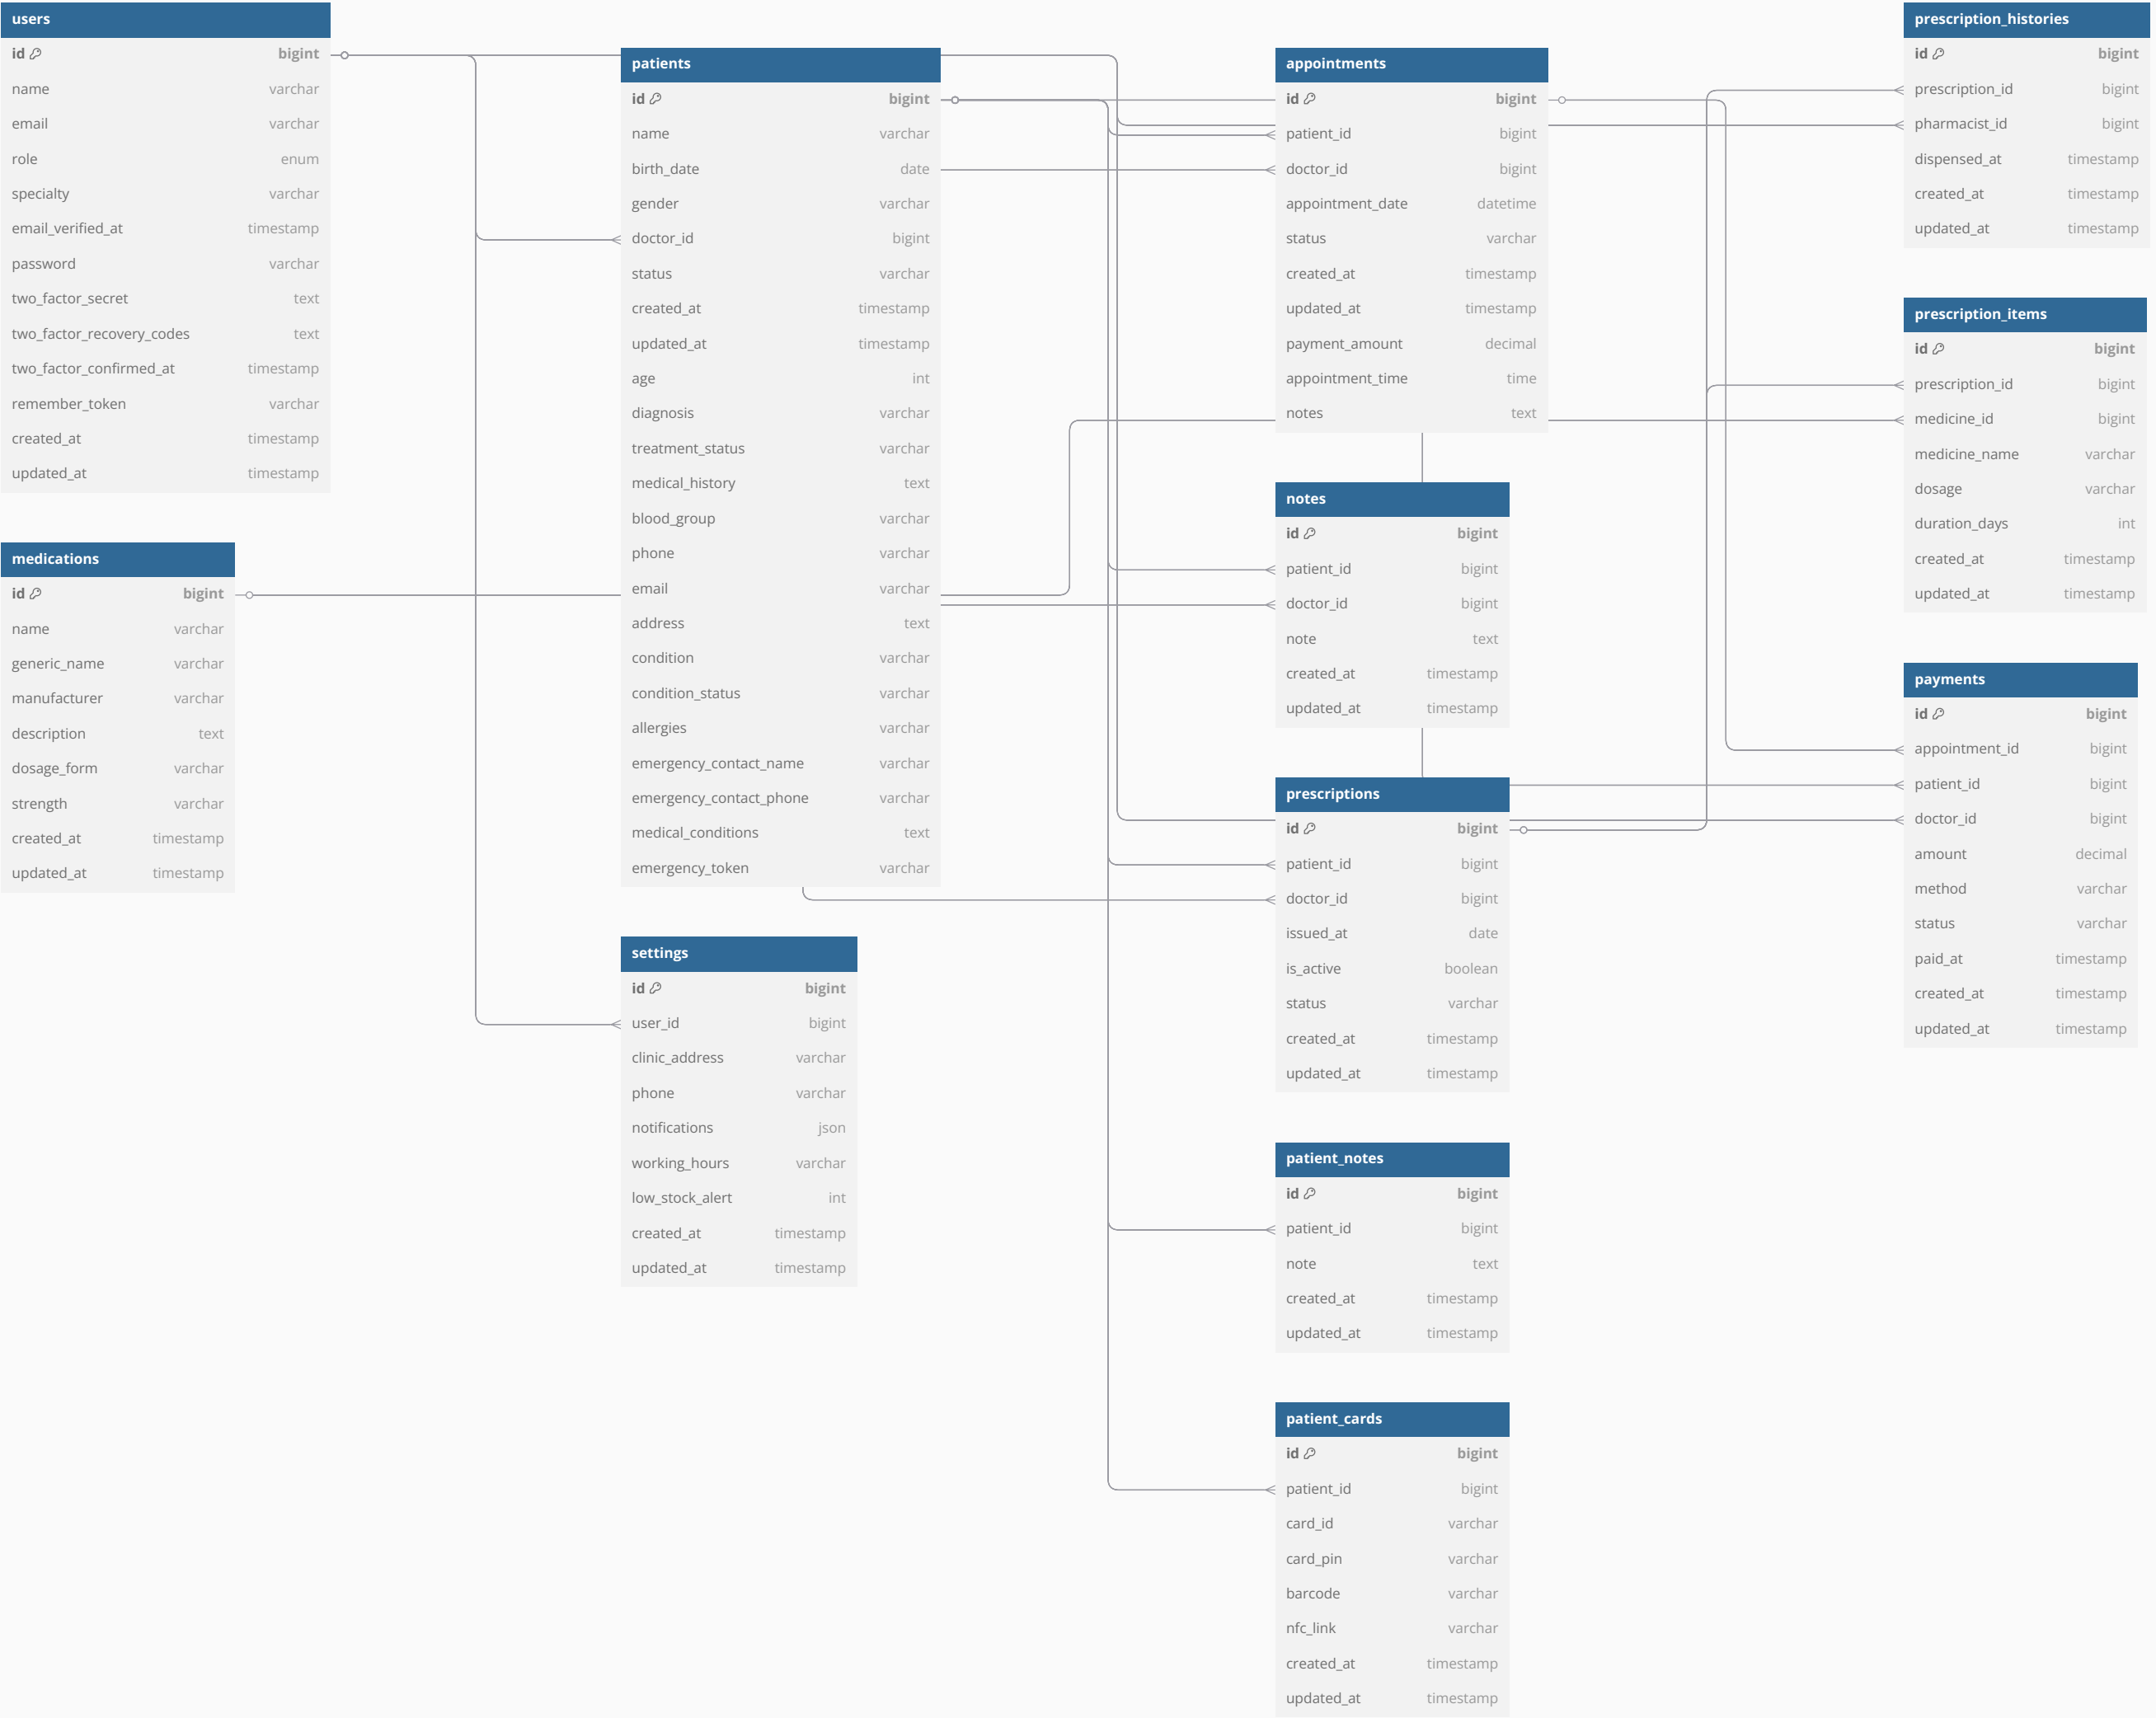 users
id bigint
name varchar
email varchar
role enum
specialty varchar
email_verified_at timestamp
password varchar
two_factor_secret text
two_factor_recovery_codes text
two_factor_confirmed_at timestamp
remember_token varchar
created_at timestamp
updated_at timestamp
medications
id bigint
name varchar
generic_name varchar
manufacturer varchar
description text
dosage_form varchar
strength varchar
created_at timestamp
updated_at timestamp
patients
id bigint
name varchar
birth_date date
gender varchar
doctor_id bigint
status varchar
created_at timestamp
updated_at timestamp
age int
diagnosis varchar
treatment_status varchar
medical_history text
blood_group varchar
phone varchar
email varchar
address text
condition varchar
condition_status varchar
allergies varchar
emergency_contact_name varchar
emergency_contact_phone varchar
medical_conditions text
emergency_token varchar
settings
id bigint
user_id bigint
clinic_address varchar
phone varchar
notifications json
working_hours varchar
low_stock_alert int
created_at timestamp
updated_at timestamp
appointments
id bigint
patient_id bigint
doctor_id bigint
appointment_date datetime
status varchar
created_at timestamp
updated_at timestamp
payment_amount decimal
appointment_time time
notes text
notes
id bigint
patient_id bigint
doctor_id bigint
note text
created_at timestamp
updated_at timestamp
prescriptions
id bigint
patient_id bigint
doctor_id bigint
issued_at date
is_active boolean
status varchar
created_at timestamp
updated_at timestamp
patient_notes
id bigint
patient_id bigint
note text
created_at timestamp
updated_at timestamp
patient_cards
id bigint
patient_id bigint
card_id varchar
card_pin varchar
barcode varchar
nfc_link varchar
created_at timestamp
updated_at timestamp
prescription_histories
id bigint
prescription_id bigint
pharmacist_id bigint
dispensed_at timestamp
created_at timestamp
updated_at timestamp
prescription_items
id bigint
prescription_id bigint
medicine_id bigint
medicine_name varchar
dosage varchar
duration_days int
created_at timestamp
updated_at timestamp
payments
id bigint
appointment_id bigint
patient_id bigint
doctor_id bigint
amount decimal
method varchar
status varchar
paid_at timestamp
created_at timestamp
updated_at timestamp